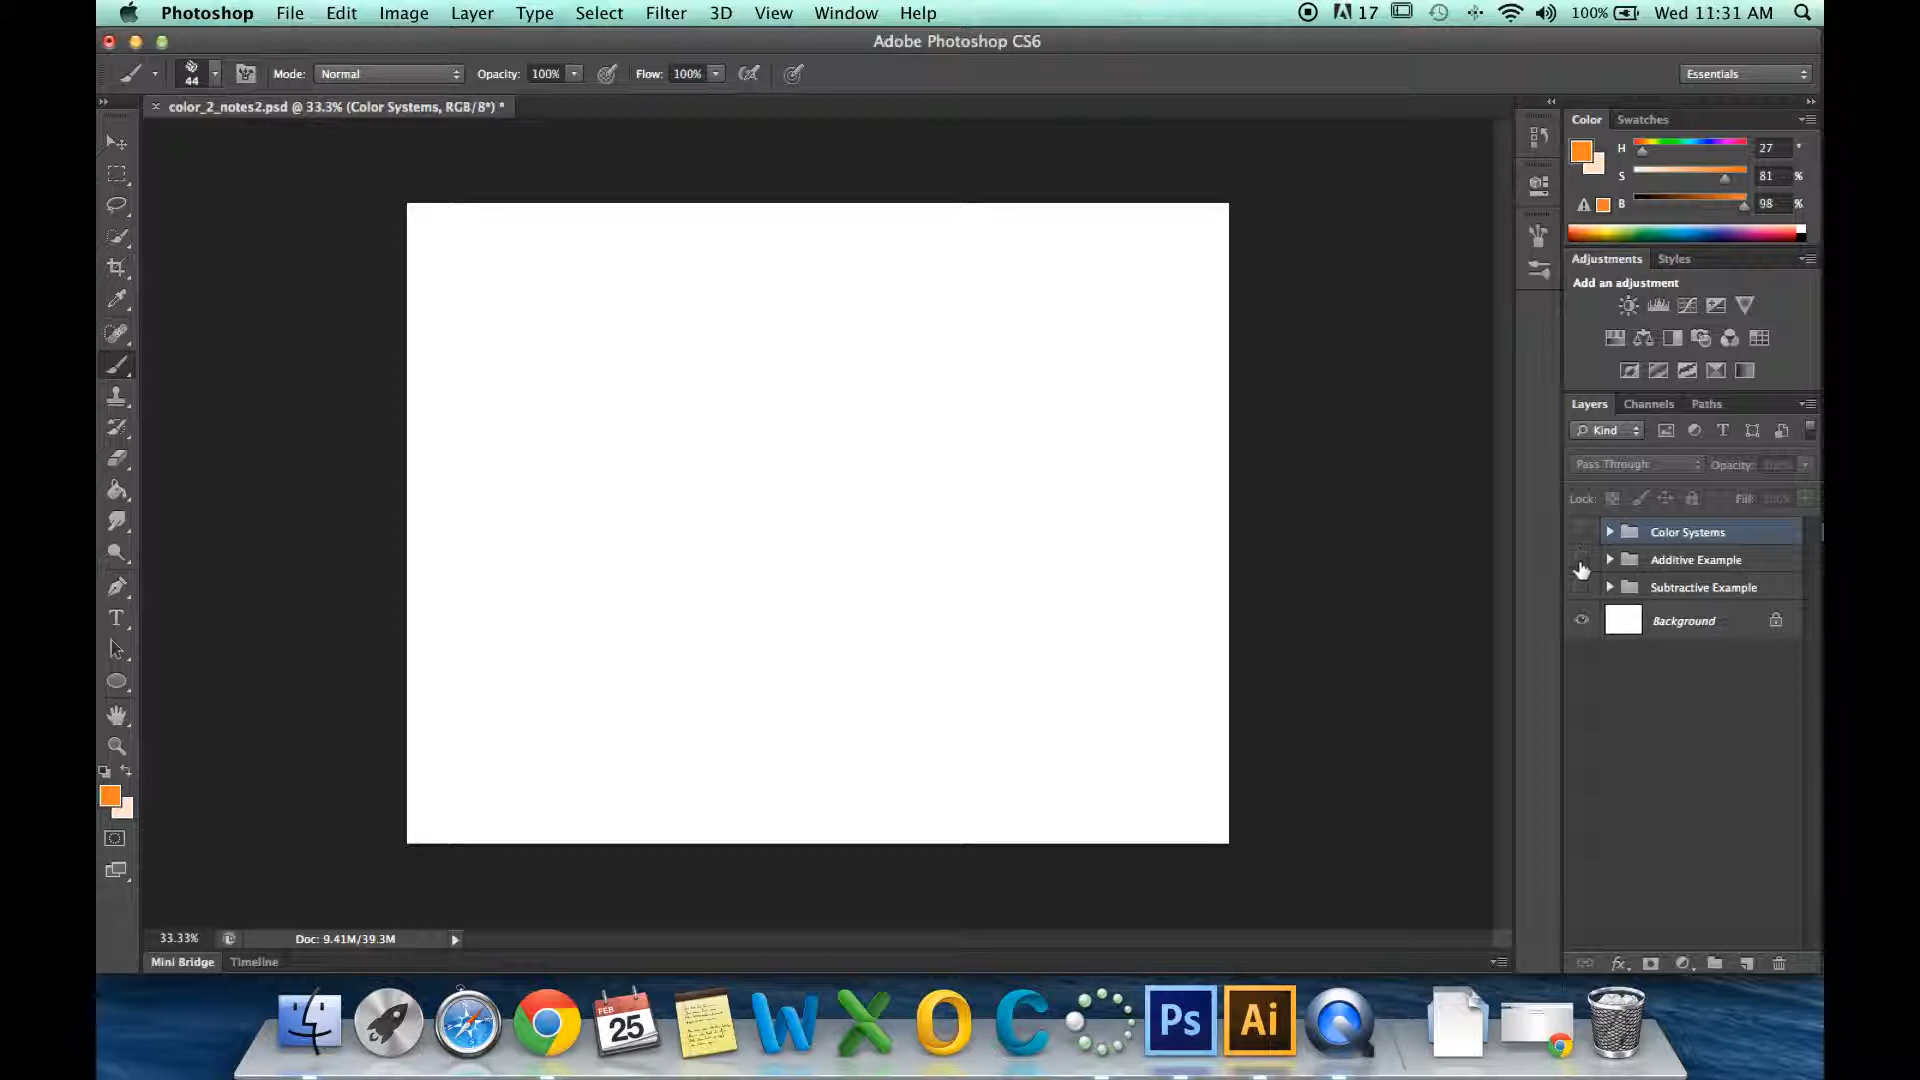 Photoshop File Edit Image Layer Type Select Filter 3D View Window Help 17 100% Wed 11:31 AM
Adobe Photoshop CS6
44 Mode: Normal Opacity: 100% Flow: 100% Essentials
color_2_notes2.psd @ 33.3% (Color Systems, RGB/8*) *
Color Swatches
H 27 °
S 81 %
B 98 %
Adjustments Styles
Add an adjustment
Layers Channels Paths
Kind
Pass Through Opacity:
Lock: Fill:
Color Systems
Additive Example
Subtractive Example
Background
33.33% Doc: 9.41M/39.3M
Mini Bridge Timeline
FEB
25
Ps Ai